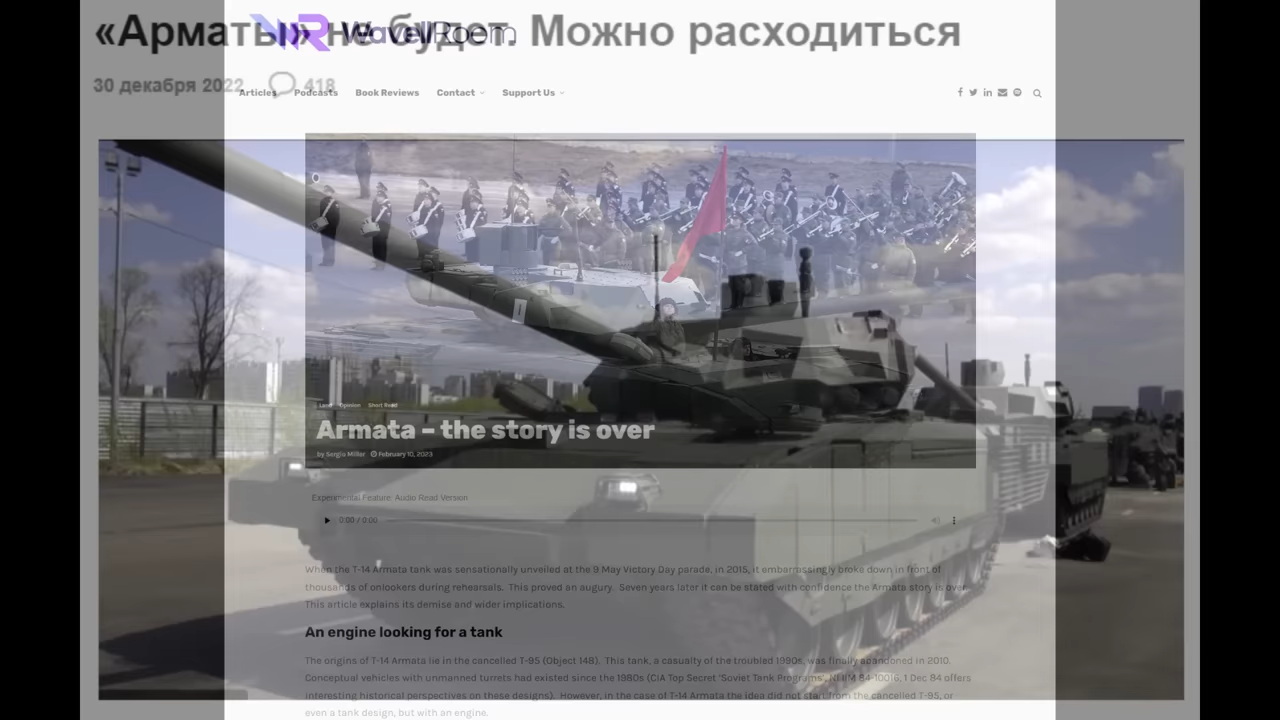 «Арматы» не будет. Можно расходиться
WavellRoom
30 декабря 2022
418
Articles Podcasts Book Reviews Contact Support Us
Land Opinion Short Read
Armata – the story is over
by Sergio Miller February 10, 2023
Experimental Feature: Audio Read Version
0:00 / 0:00
When the T-14 Armata tank was sensationally unveiled at the 9 May Victory Day parade, in 2015, it embarrassingly broke down in front of
thousands of onlookers during rehearsals. This proved an augury. Seven years later it can be stated with confidence the Armata story is over.
This article explains its demise and wider implications.
An engine looking for a tank
The origins of T-14 Armata lie in the cancelled T-95 (Object 148). This tank, a casualty of the troubled 1990s, was finally abandoned in 2010.
Conceptual vehicles with unmanned turrets had existed since the 1980s (CIA Top Secret 'Soviet Tank Programs', NI IIM 84-10016, 1 Dec 84 offers
interesting historical perspectives on these designs). However, in the case of T-14 Armata the idea did not start from the cancelled T-95, or
even a tank design, but with an engine.